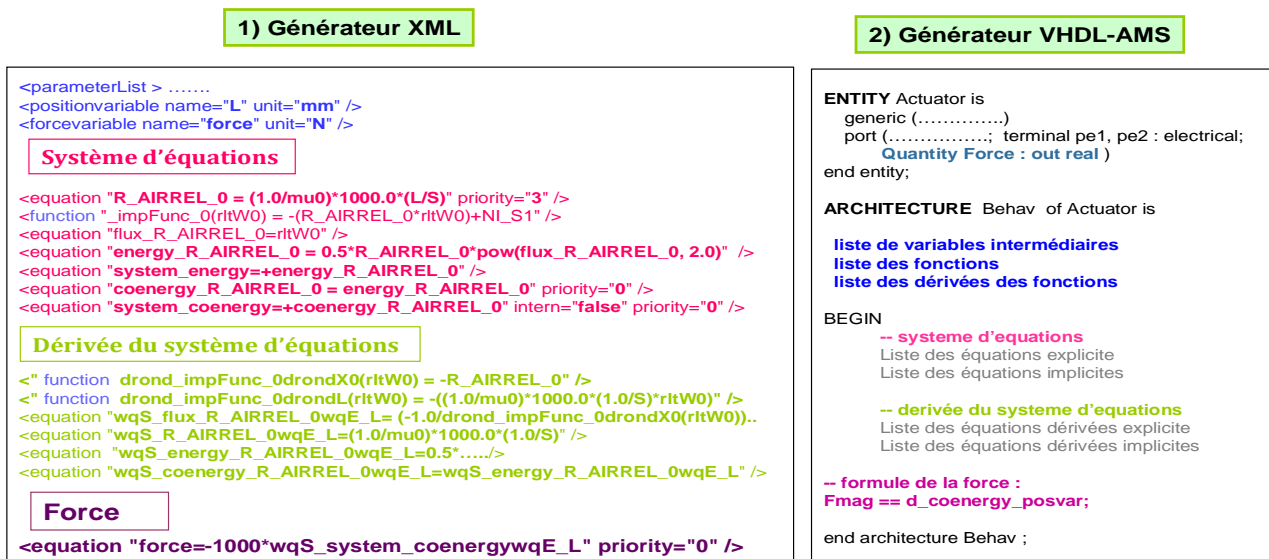 1) Générateur XML
<parameterList > …….
<positionvariable name="L" unit="mm" />
<forcevariable name="force" unit="N" />
Système d'équations
<equation "R_AIRREL_0 = (1.0/mu0)*1000.0*(L/S)" priority="3" />
<function "_impFunc_0(rItW0) = -(R_AIRREL_0*rItW0)+NI_S1" />
<equation "flux_R_AIRREL_0=rItW0" />
<equation "energy_R_AIRREL_0 = 0.5*R_AIRREL_0*pow(flux_R_AIRREL_0, 2.0)" />
<equation "system_energy=+energy_R_AIRREL_0" />
<equation "coenergy_R_AIRREL_0 = energy_R_AIRREL_0" priority="0" />
<equation "system_coenergy=+coenergy_R_AIRREL_0" intern="false" priority="0" />
Dérivée du système d'équations
<" function drond_impFunc_0drondX0(rItW0) = -R_AIRREL_0" />
<" function drond_impFunc_0drondL(rItW0) = -((1.0/mu0)*1000.0*(1.0/S)*rItW0)" />
<equation "wqS_flux_R_AIRREL_0wqE_L= (-1.0/drond_impFunc_0drondX0(rItW0))..
<equation "wqS_R_AIRREL_0wqE_L=(1.0/mu0)*1000.0*(1.0/S)" />
<equation "wqS_energy_R_AIRREL_0wqE_L=0.5*…../>
<equation "wqS_coenergy_R_AIRREL_0wqE_L=wqS_energy_R_AIRREL_0wqE_L" />
Force
<equation "force=-1000*wqS_system_coenergywqE_L" priority="0" />
2) Générateur VHDL-AMS
ENTITY Actuator is
generic (…………..)
port (…………….; terminal pe1, pe2 : electrical;
Quantity Force : out real )
end entity;
ARCHITECTURE Behav of Actuator is
liste de variables intermédiaires
liste des fonctions
liste des dérivées des fonctions
BEGIN
-- systeme d'equations
Liste des équations explicite
Liste des équations implicites
-- derivée du systeme d'equations
Liste des équations dérivées explicite
Liste des équations dérivées implicites
-- formule de la force :
Fmag == d_coenergy_posvar;
end architecture Behav ;